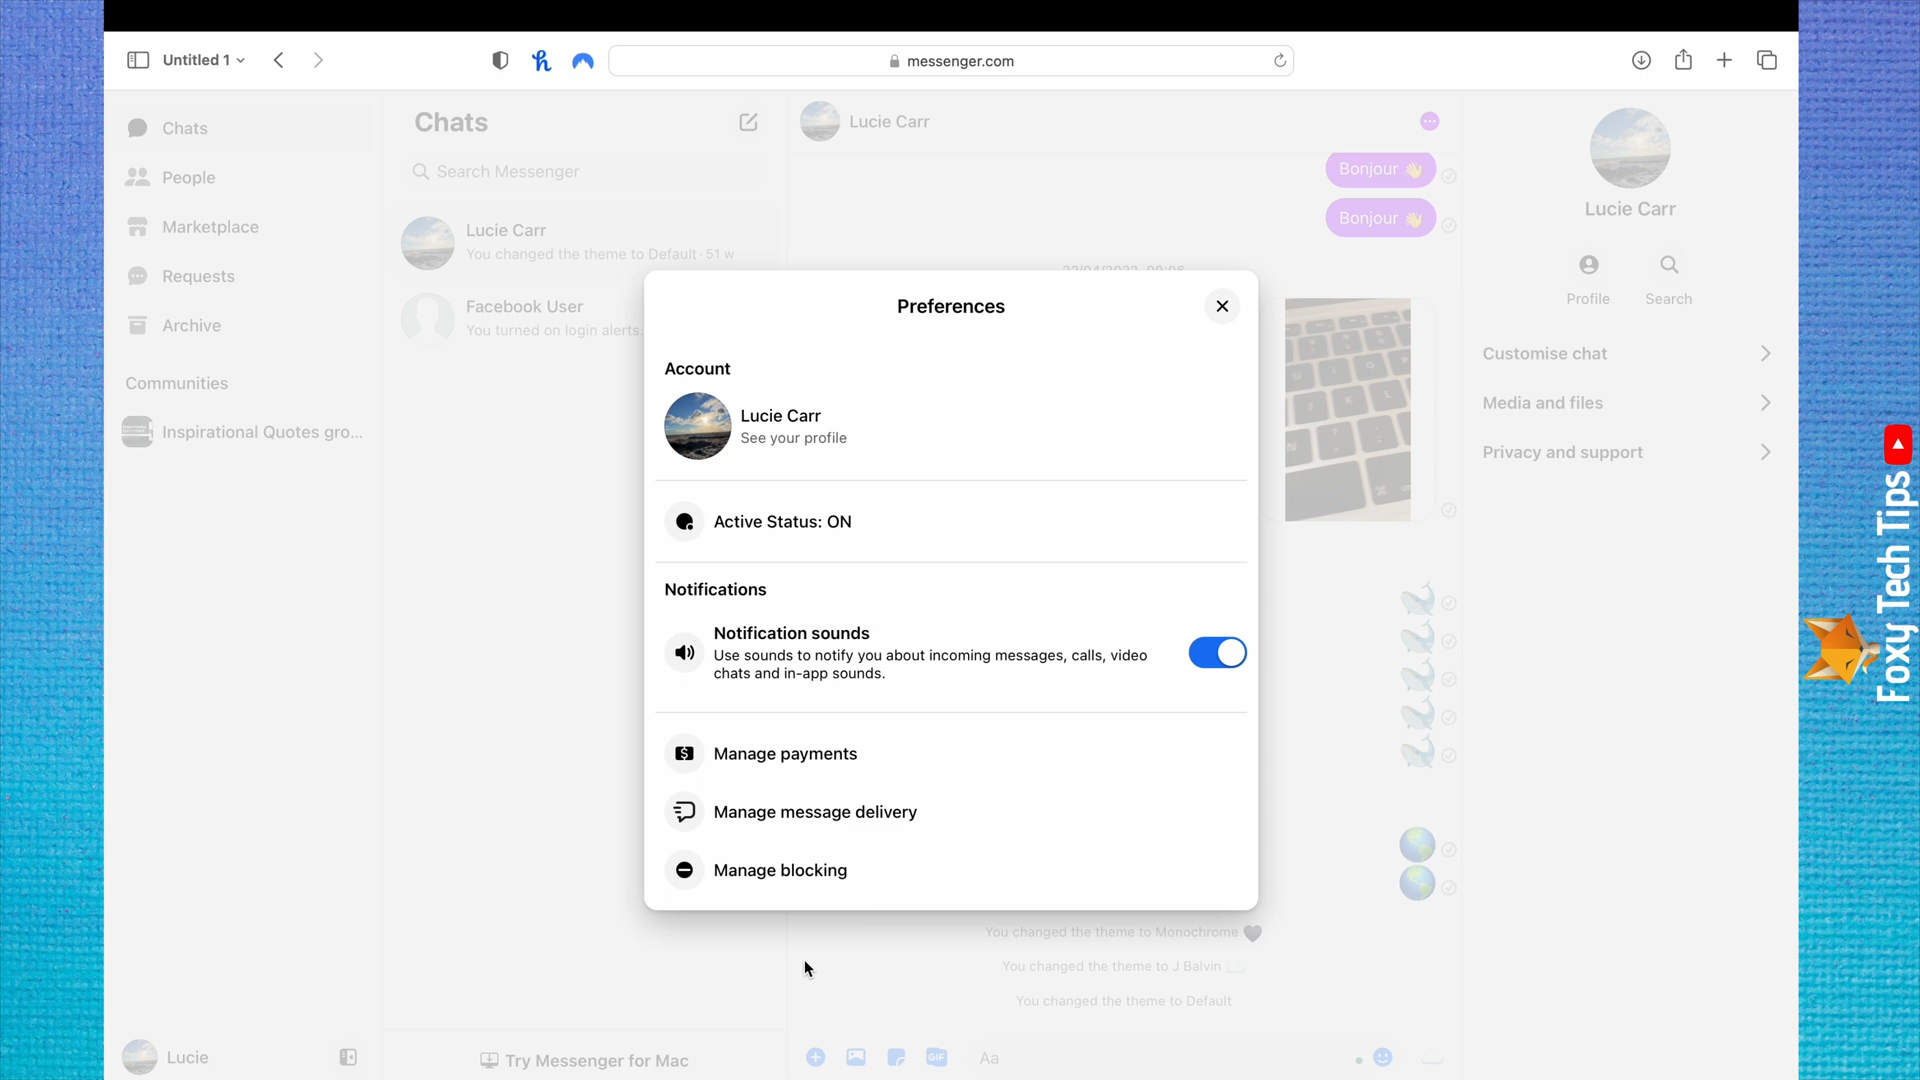 Untitled 1
messenger.com
Chats
People
Marketplace
Requests
Archive
Communities
Inspirational Quotes gro...
Lucie
Chats
Search Messenger
Lucie Carr
You changed the theme to Default · 51 w
Facebook User
You turned on login alerts.
Try Messenger for Mac
Lucie Carr
Bonjour 👋
Bonjour 👋
Preferences
Account
Lucie Carr
See your profile
Active Status: ON
Notifications
Notification sounds
Use sounds to notify you about incoming messages, calls, video
chats and in-app sounds.
Manage payments
Manage message delivery
Manage blocking
You changed the theme to Monochrome
You changed the theme to J Balvin
You changed the theme to Default
GIF
Aa
Lucie Carr
Profile
Search
Customise chat
Media and files
Privacy and support
Foxy Tech Tips